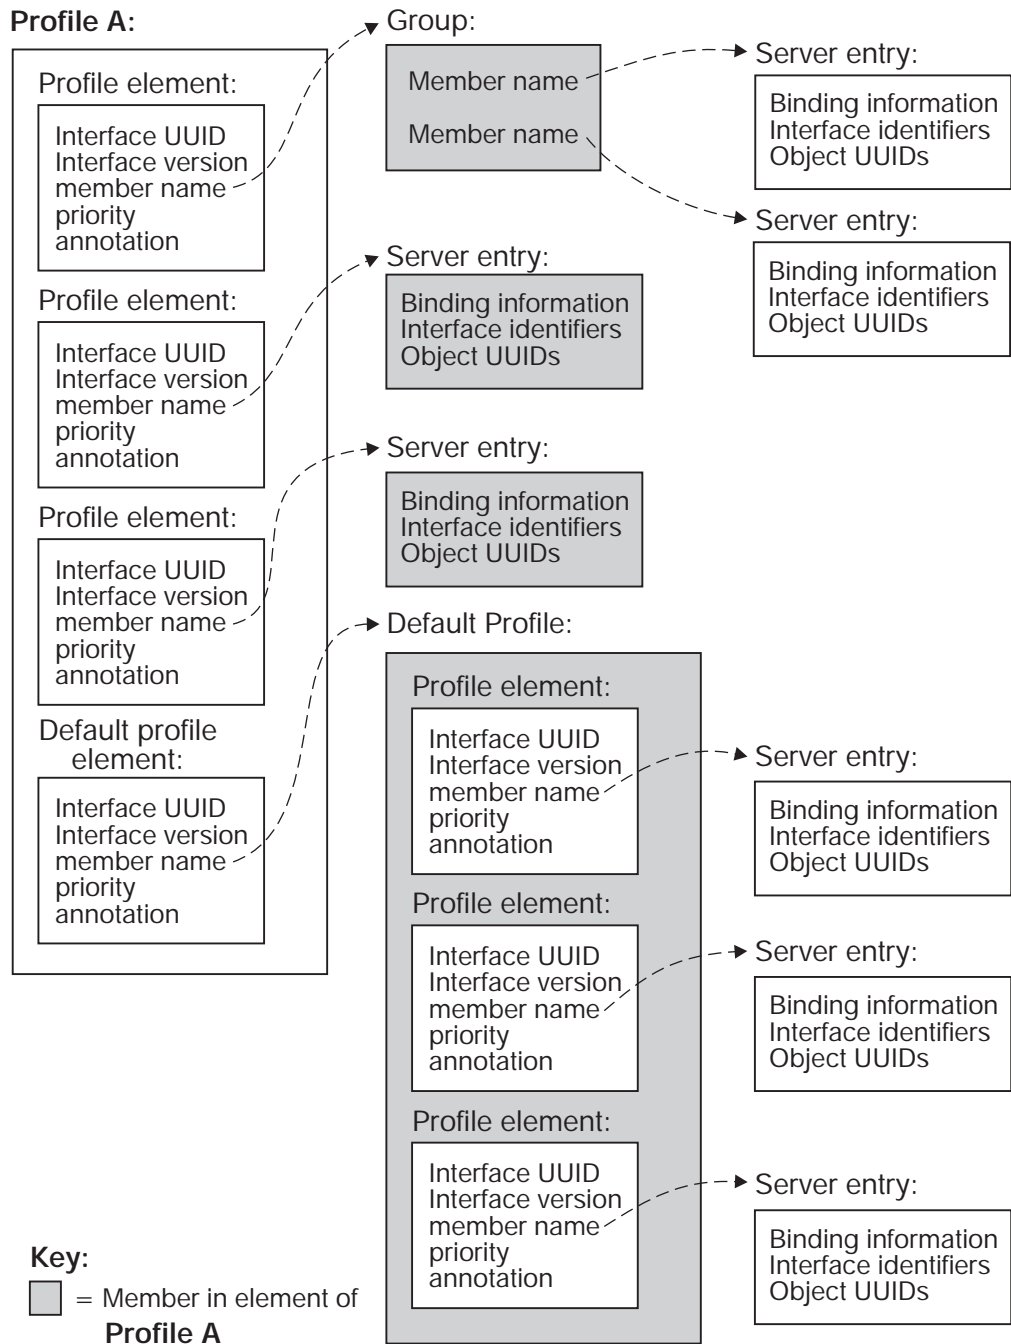 Profile A:
Profile element:
Interface UUID
Interface version
member name
priority
annotation
Profile element:
Interface UUID
Interface version
member name
priority
annotation
Profile element:
Interface UUID
Interface version
member name
priority
annotation
Default profile
element:
Interface UUID
Interface version
member name
priority
annotation
Group:
Member name
Member name
Server entry:
Binding information
Interface identifiers
Object UUIDs
Server entry:
Binding information
Interface identifiers
Object UUIDs
Server entry:
Binding information
Interface identifiers
Object UUIDs
Server entry:
Binding information
Interface identifiers
Object UUIDs
Default Profile:
Profile element:
Interface UUID
Interface version
member name
priority
annotation
Profile element:
Interface UUID
Interface version
member name
priority
annotation
Profile element:
Interface UUID
Interface version
member name
priority
annotation
Server entry:
Binding information
Interface identifiers
Object UUIDs
Server entry:
Binding information
Interface identifiers
Object UUIDs
Server entry:
Binding information
Interface identifiers
Object UUIDs
Key:
= Member in element of
Profile A